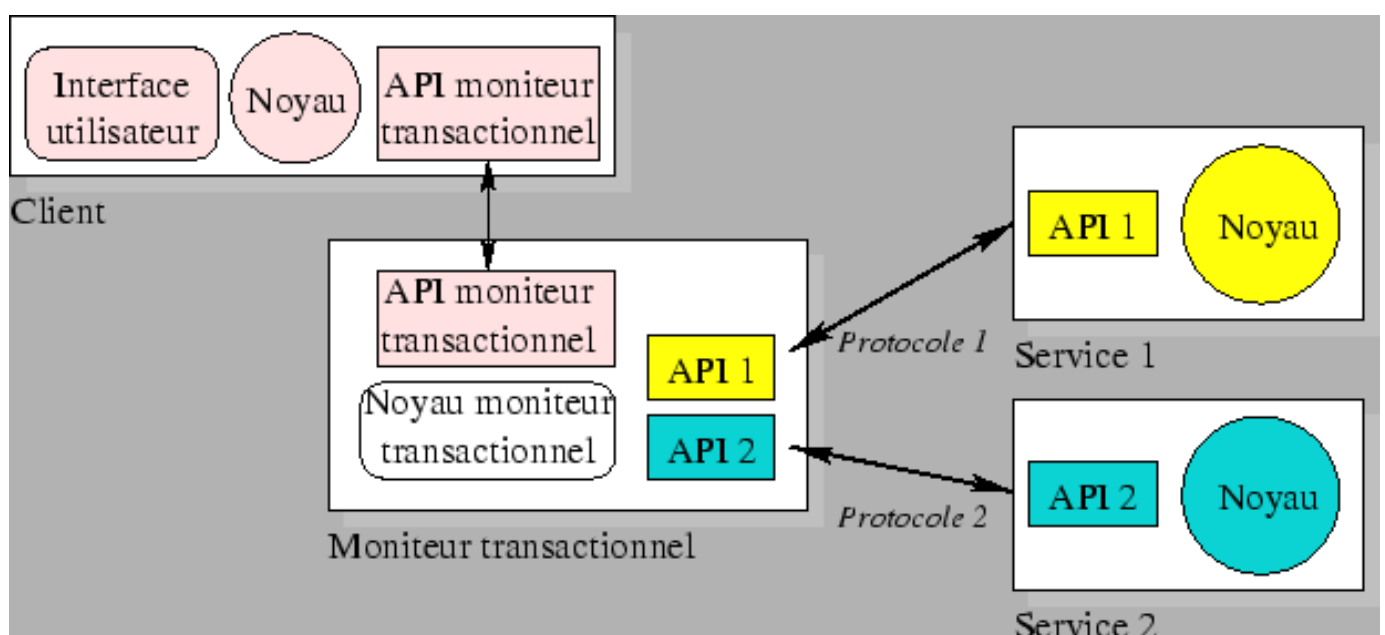 Interface
utilisateur
Noyau
API moniteur
transactionnel
Client
API moniteur
transactionnel
Noyau moniteur
transactionnel
API 1
API 2
Moniteur transactionnel
Protocole 1
Protocole 2
API 1
Noyau
Service 1
API 2
Noyau
Service 2